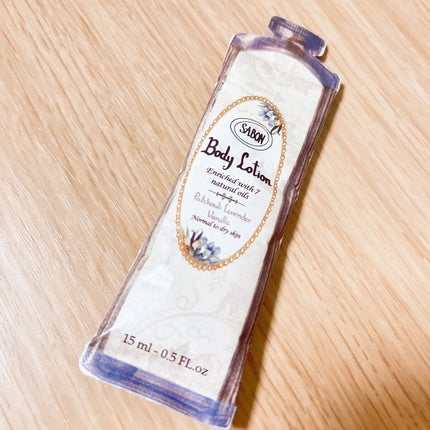 SABON
Body Lotion
Enriched with 7
natural oils
Patchouli Lavender
Vanilla
Normal to dry skin
15 ml - 0.5 FL.oz